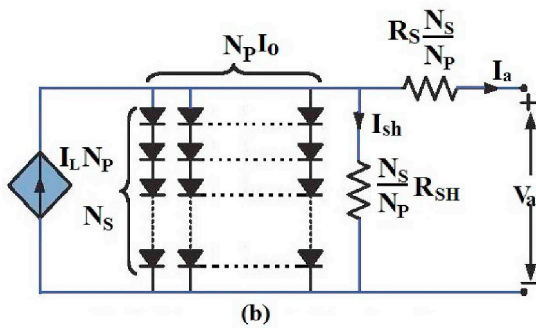 N_P I_o
R_S N_S/N_P
I_a
I_sh
+
I_L N_P
N_S
N_S/N_P R_SH
V_a
−
(b)